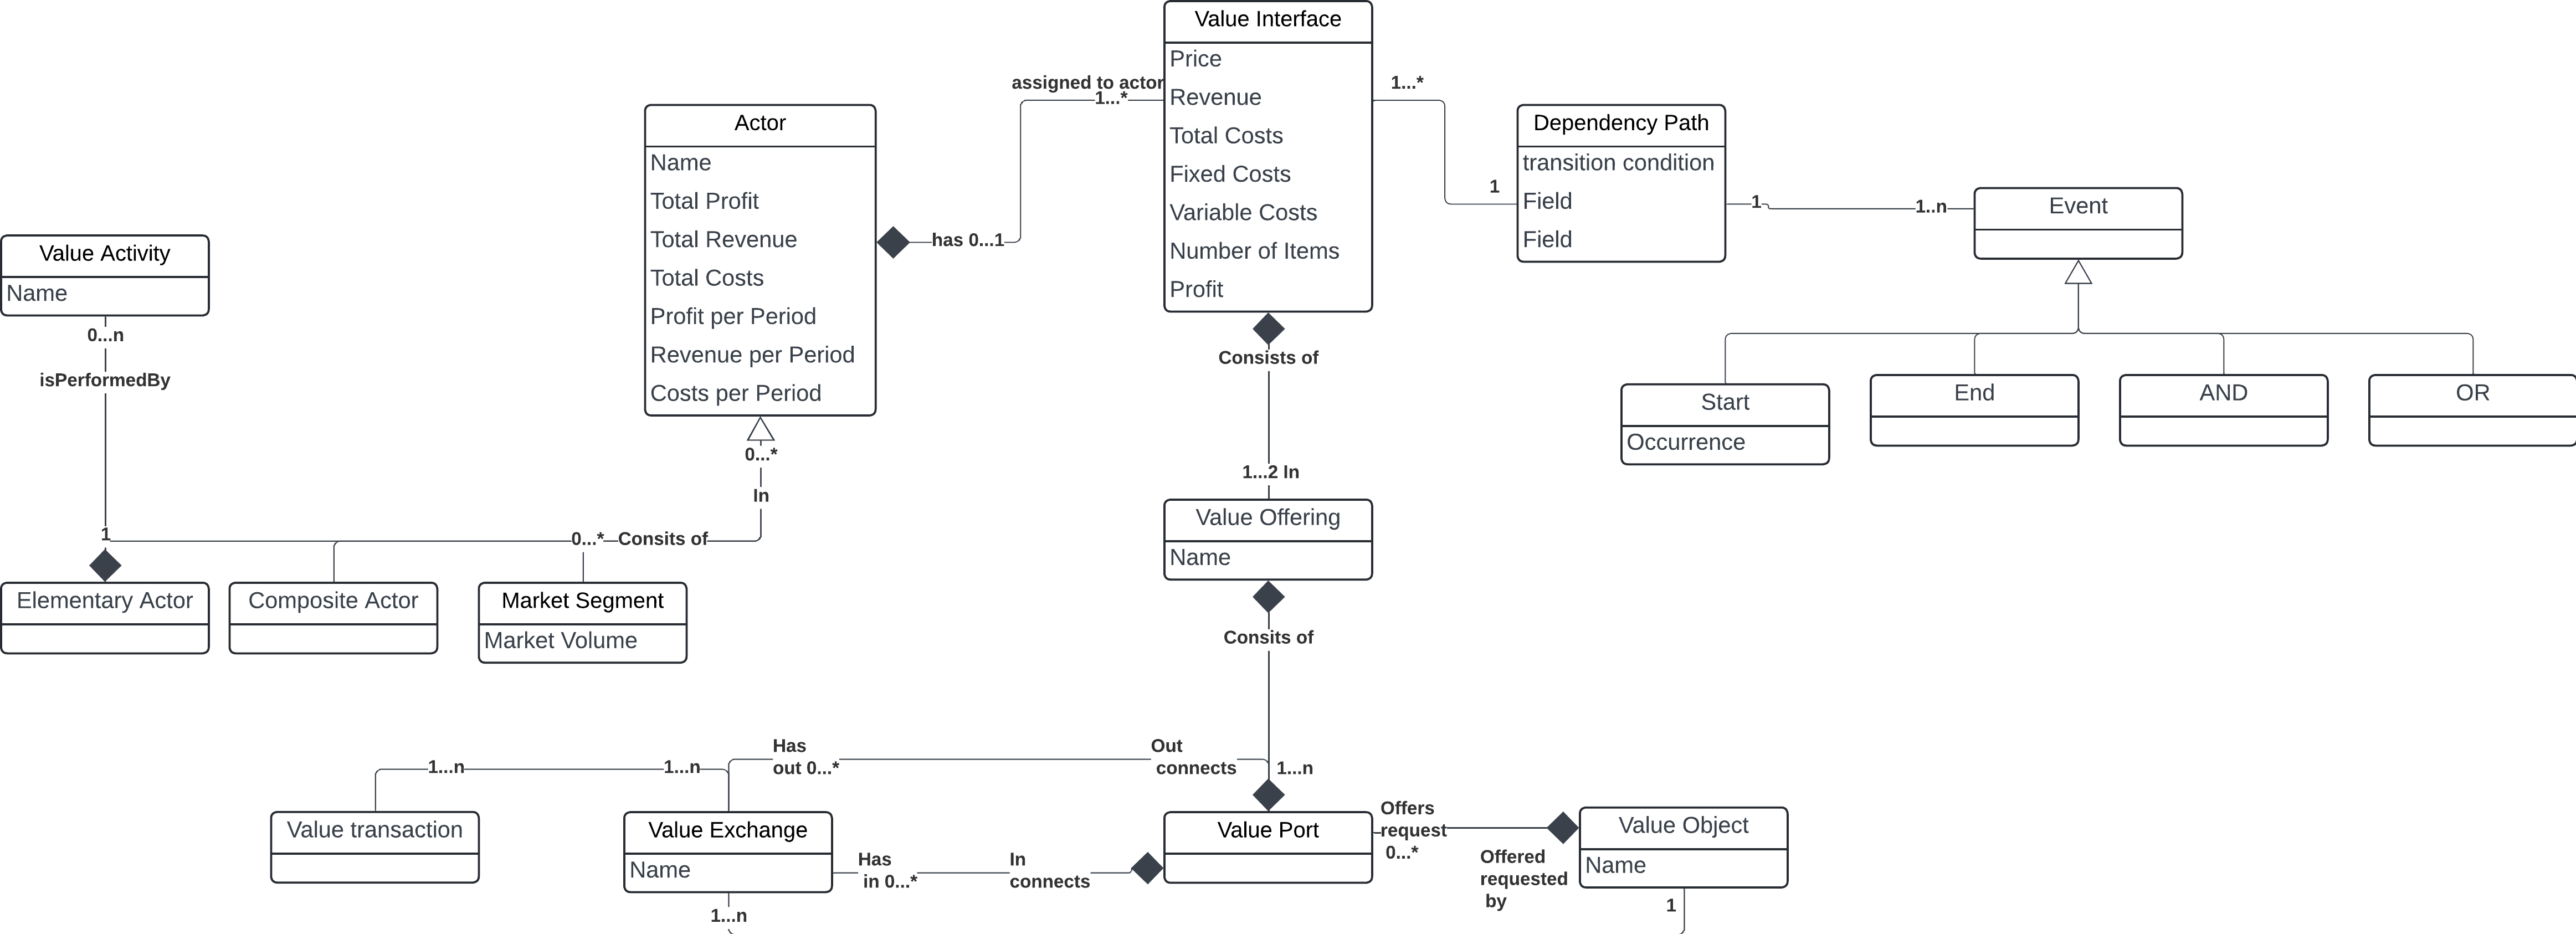 Value Interface
Price
Revenue
Total Costs
Fixed Costs
Variable Costs
Number of Items
Profit
assigned to actor
1...*
1...*
Actor
Name
Total Profit
Total Revenue
Total Costs
Profit per Period
Revenue per Period
Costs per Period
has 0...1
Dependency Path
transition condition
Field
Field
1
1
1..n
Event
Value Activity
Name
0...n
isPerformedBy
1
Consists of
1...2 In
Start
Occurrence
End
AND
OR
0...*
In
0...*
Consits of
Elementary Actor
Composite Actor
Market Segment
Market Volume
Value Offering
Name
Consits of
1...n
1...n
Has
out 0...*
Out
connects
1...n
Value transaction
Value Exchange
Name
Has
in 0...*
In
connects
Value Port
Offers
request
0...*
Offered
requested
by
Value Object
Name
1...n
1